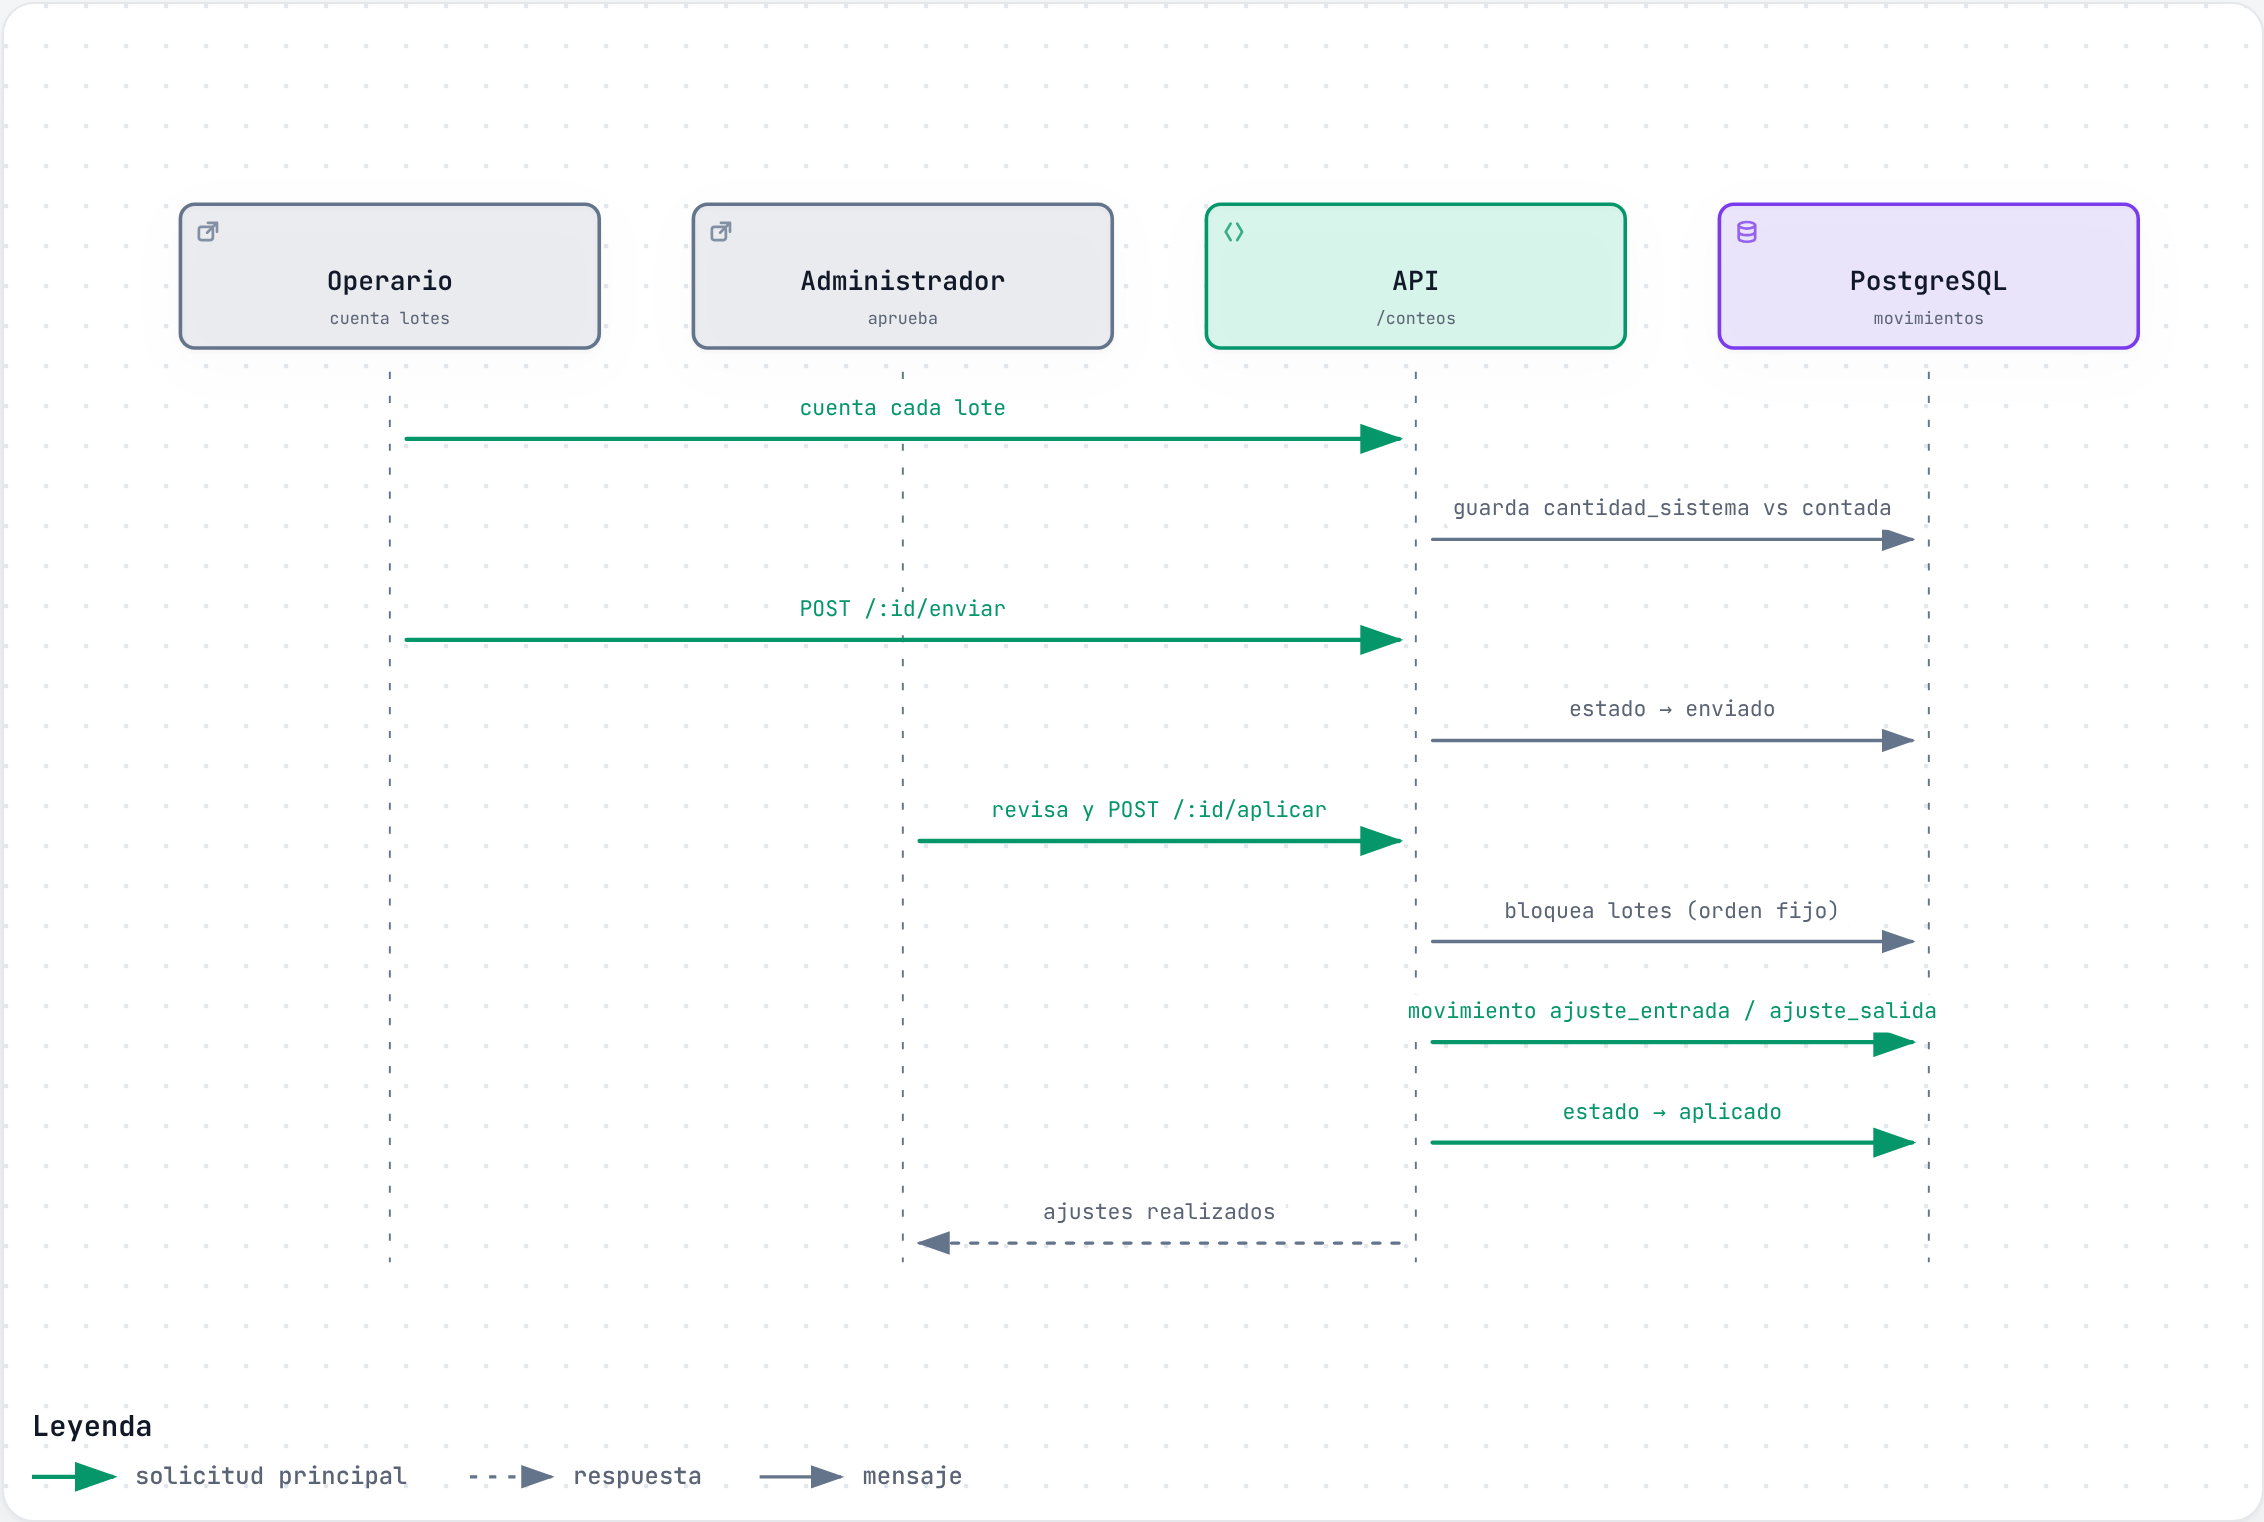 Operario
cuenta lotes
Administrador
aprueba
API
/conteos
PostgreSQL
movimientos
cuenta cada lote
guarda cantidad_sistema vs contada
POST /:id/enviar
estado → enviado
revisa y POST /:id/aplicar
bloquea lotes (orden fijo)
movimiento ajuste_entrada / ajuste_salida
estado → aplicado
ajustes realizados
Leyenda
solicitud principal
respuesta
mensaje